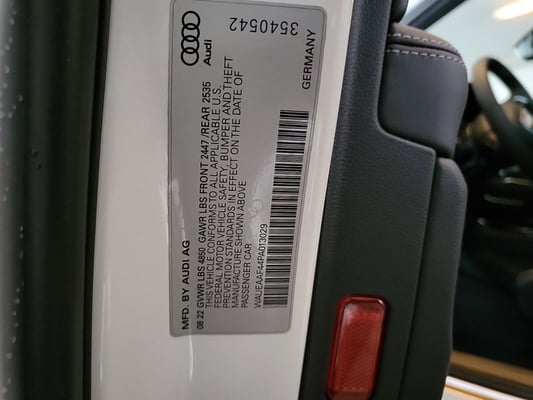 Audi
3540542
MFD. BY AUDI AG
GERMANY
08 22 GVWR LBS 4850 GAWR LBS FRONT 2447 /REAR 2535
THIS VEHICLE CONFORMS TO ALL APPLICABLE U.S.
FEDERAL MOTOR VEHICLE SAFETY, BUMPER AND THEFT
PREVENTION STANDARDS IN EFFECT ON THE DATE OF
MANUFACTURE SHOWN ABOVE
PASSENGER CAR
WAUEAAF44PA013029